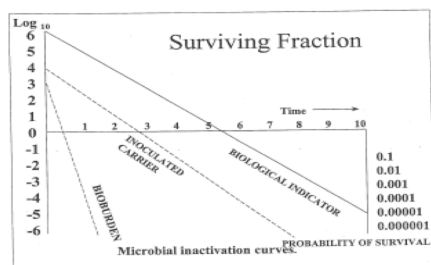 Log 10
Surviving Fraction
6
5
4
3
2
1
0
-1
-2
-3
-4
-5
-6
Time
1 2 3 4 5 6 7 8 9 10
INOCULATED
CARRIER
BIOLOGICAL INDICATOR
BIOBURDEN
0.1
0.01
0.001
0.0001
0.00001
0.000001
PROBABILITY OF SURVIVAL
Microbial inactivation curves.